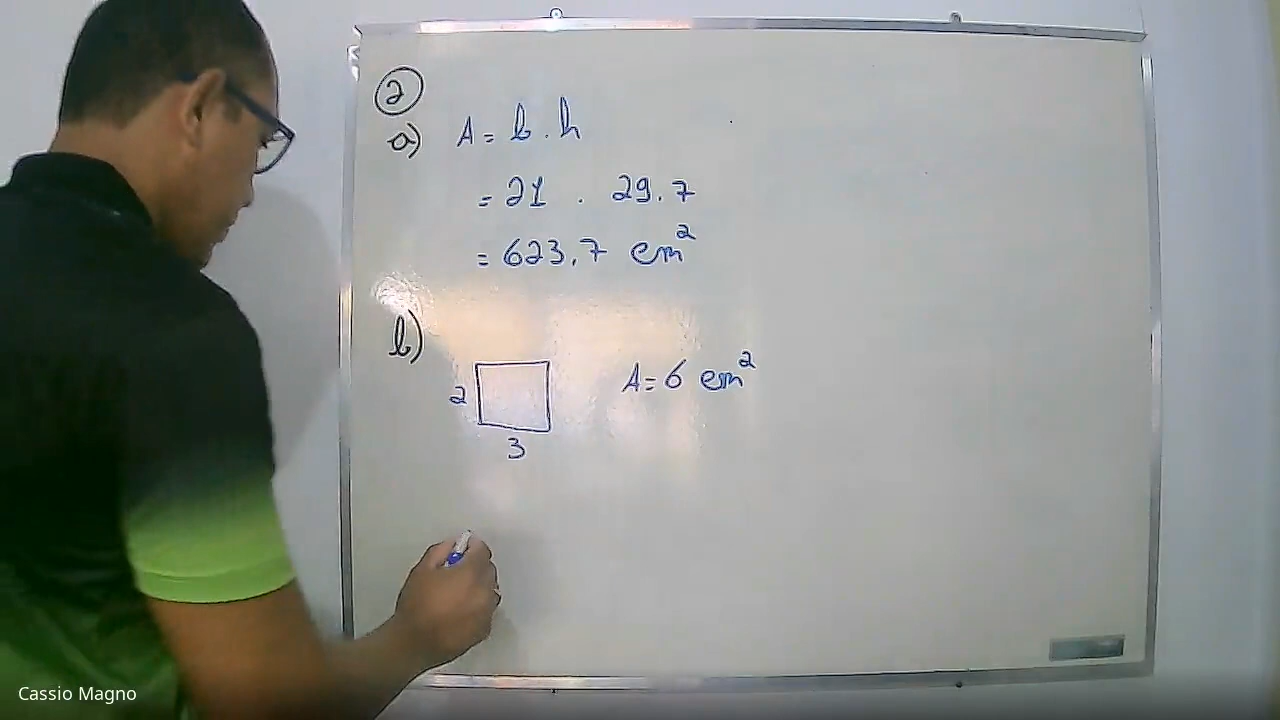 2
a) A = b . h
= 21 . 29.7
= 623,7 cm²
b)
2 A = 6 cm²
3
Cassio Magno